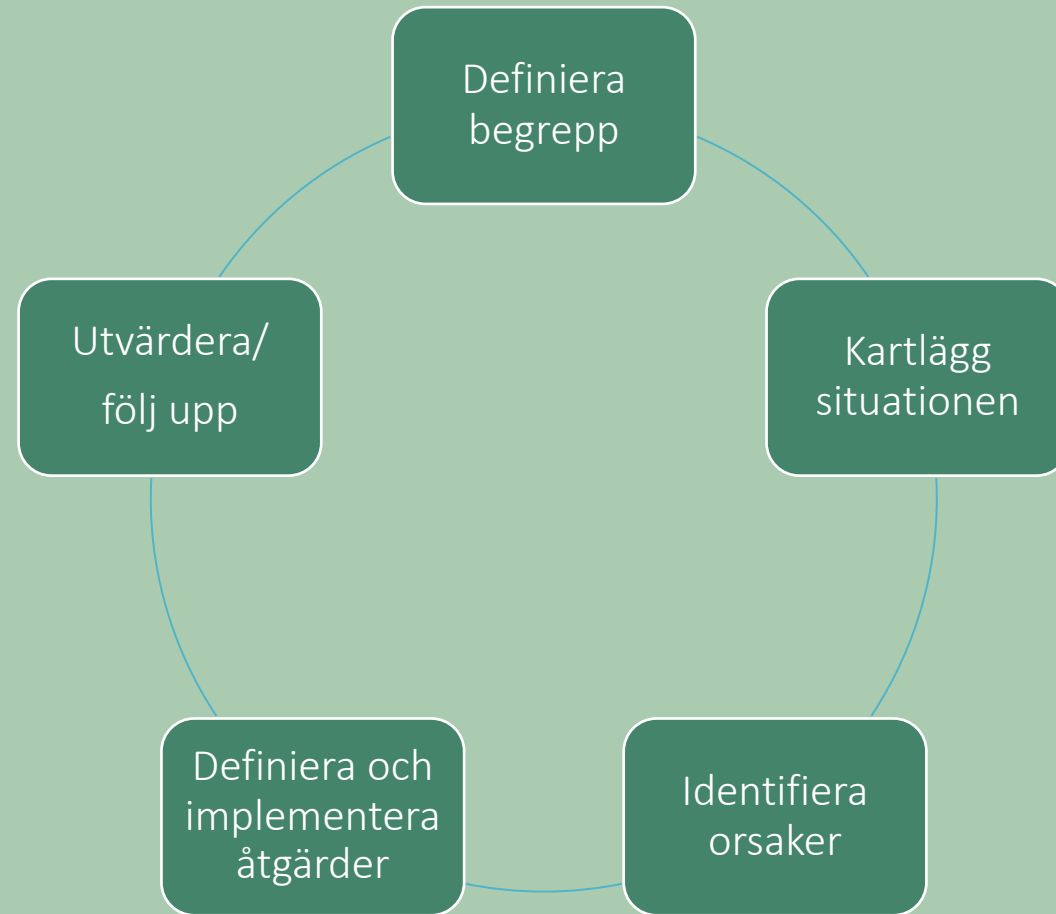 Definiera
begrepp
Kartlägg
situationen
Identifiera
orsaker
Definiera och
implementera
åtgärder
Utvärdera/
följ upp